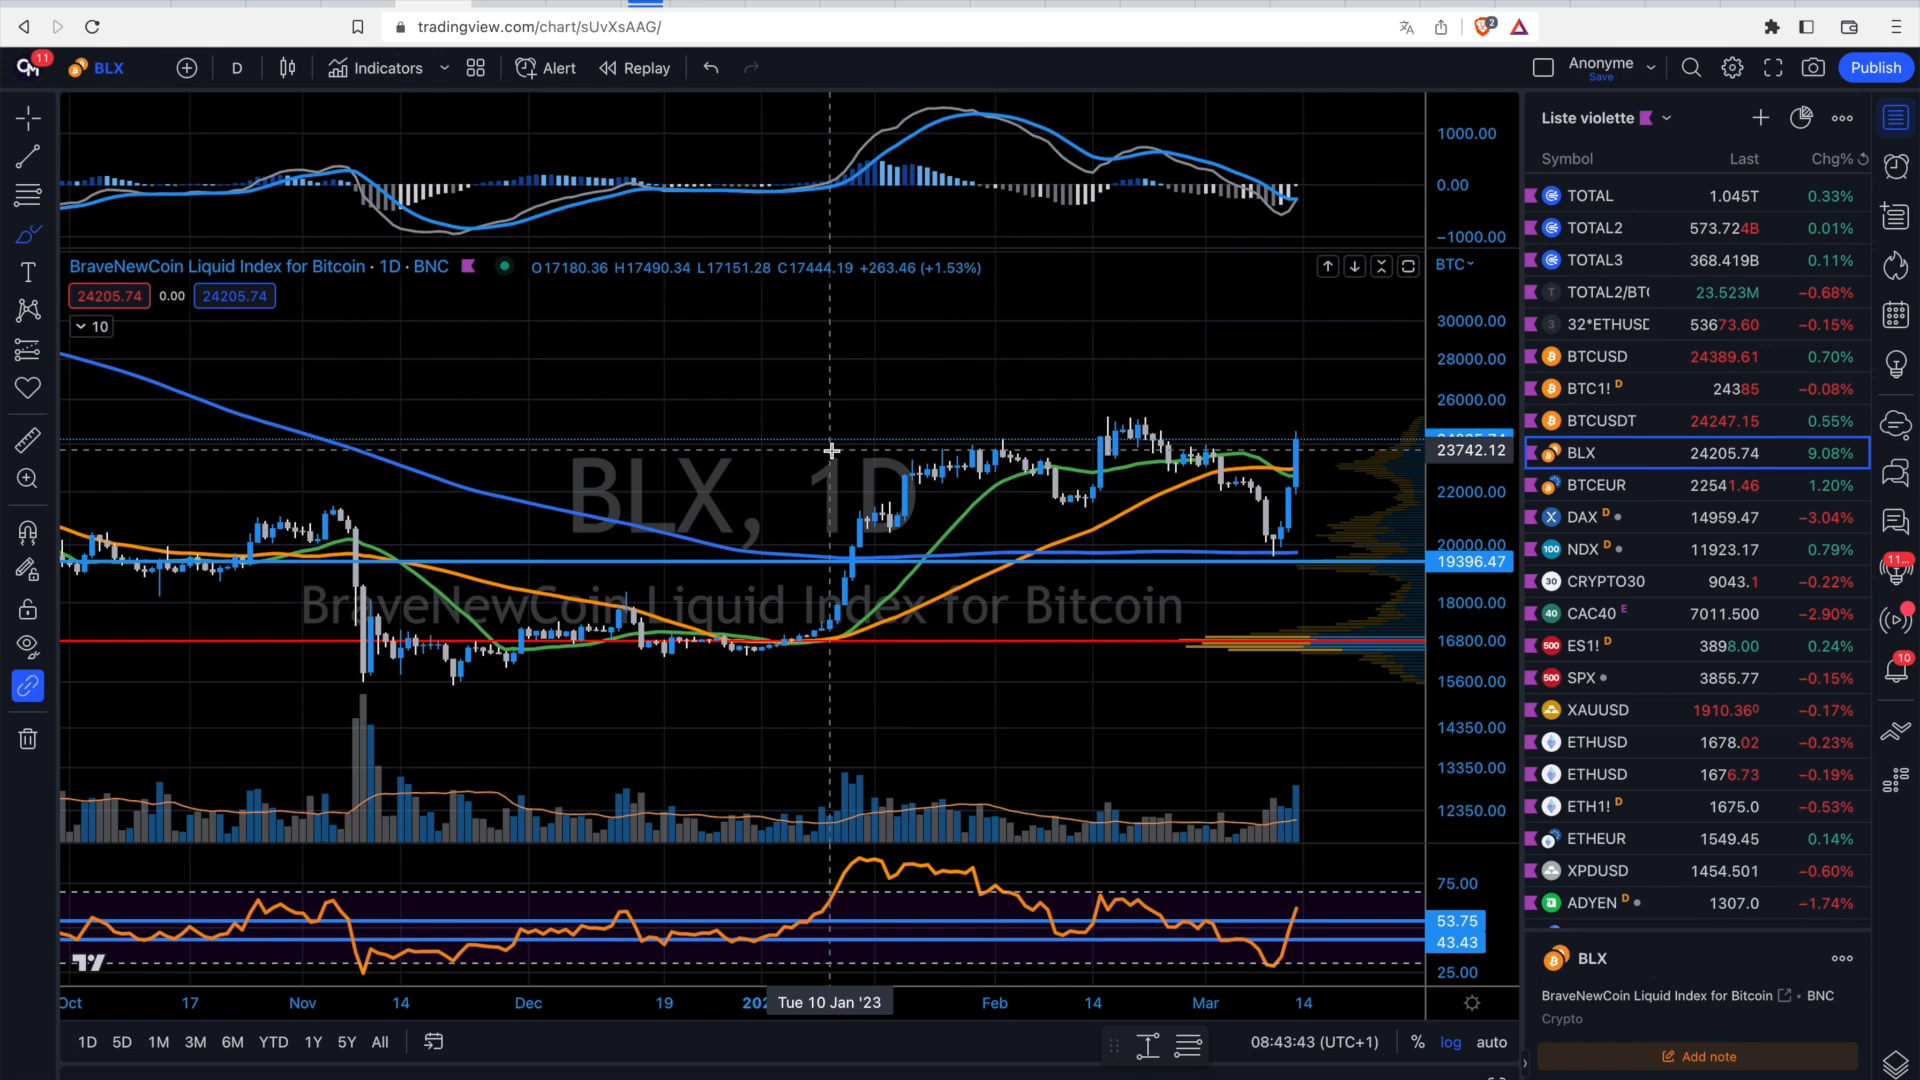 tradingview.com/chart/sUvXsAAG/
2
11
BLX
D
Indicators
Alert
Replay
Anonyme
Save
Publish
1000.00
0.00
−1000.00
BraveNewCoin Liquid Index for Bitcoin · 1D · BNC
O17180.36 H17490.34 L17151.28 C17444.19 +263.46 (+1.53%)
BTC
24205.74 0.00 24205.74
10
BLX, 1D
BraveNewCoin Liquid Index for Bitcoin
30000.00
28000.00
26000.00
23742.12
22000.00
20000.00
19396.47
18000.00
16800.00
15600.00
14350.00
13350.00
12350.00
75.00
53.75
43.43
25.00
Oct 17 Nov 14 Dec 19 Tue 10 Jan '23 Feb 14 Mar 14
1D 5D 1M 3M 6M YTD 1Y 5Y All
08:43:43 (UTC+1) % log auto
Liste violette
Symbol Last Chg%
TOTAL 1.045T 0.33%
TOTAL2 573.724B 0.01%
TOTAL3 368.419B 0.11%
TOTAL2/BT 23.523M −0.68%
32*ETHUSD 53673.60 −0.15%
BTCUSD 24389.61 0.70%
BTC1! D 24385 −0.08%
BTCUSDT 24247.15 0.55%
BLX 24205.74 9.08%
BTCEUR 22541.46 1.20%
DAX D 14959.47 −3.04%
NDX D 11923.17 0.79%
CRYPTO30 9043.1 −0.22%
CAC40 E 7011.500 −2.90%
ES1! D 3898.00 0.24%
SPX 3855.77 −0.15%
XAUUSD 1910.360 −0.17%
ETHUSD 1678.02 −0.23%
ETHUSD 1676.73 −0.19%
ETH1! D 1675.0 −0.53%
ETHEUR 1549.45 0.14%
XPDUSD 1454.501 −0.60%
ADYEN D 1307.0 −1.74%
BLX
BraveNewCoin Liquid Index for Bitcoin • BNC
Crypto
Add note
11...
10